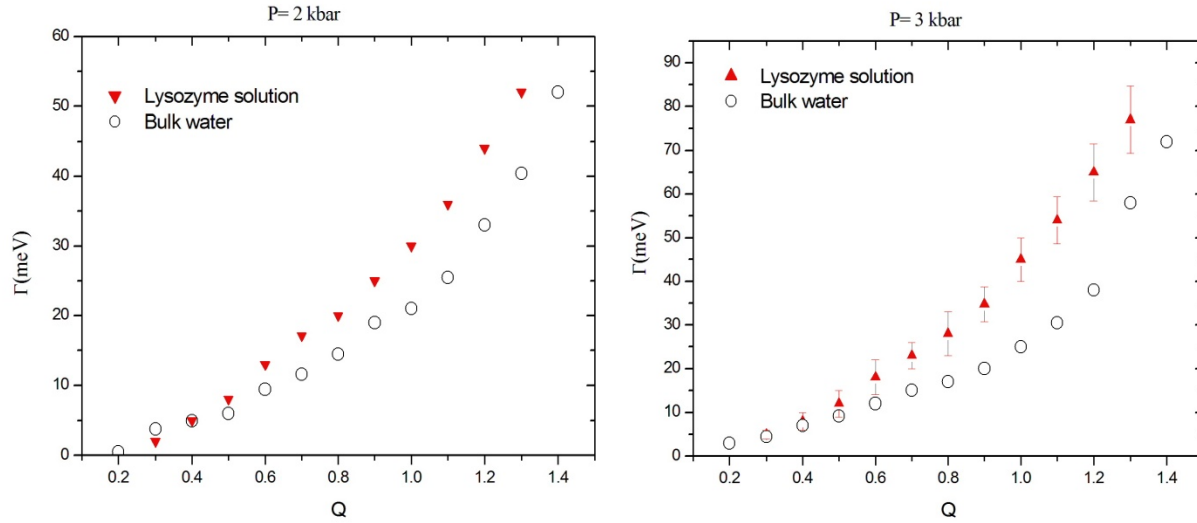 P= 2 kbar
60
50
40
30
20
10
0
Γ(meV)
Lysozyme solution
Bulk water
0.2 0.4 0.6 0.8 1.0 1.2 1.4
Q
P= 3 kbar
90
80
70
60
50
40
30
20
10
0
Γ(meV)
Lysozyme solution
Bulk water
0.2 0.4 0.6 0.8 1.0 1.2 1.4
Q